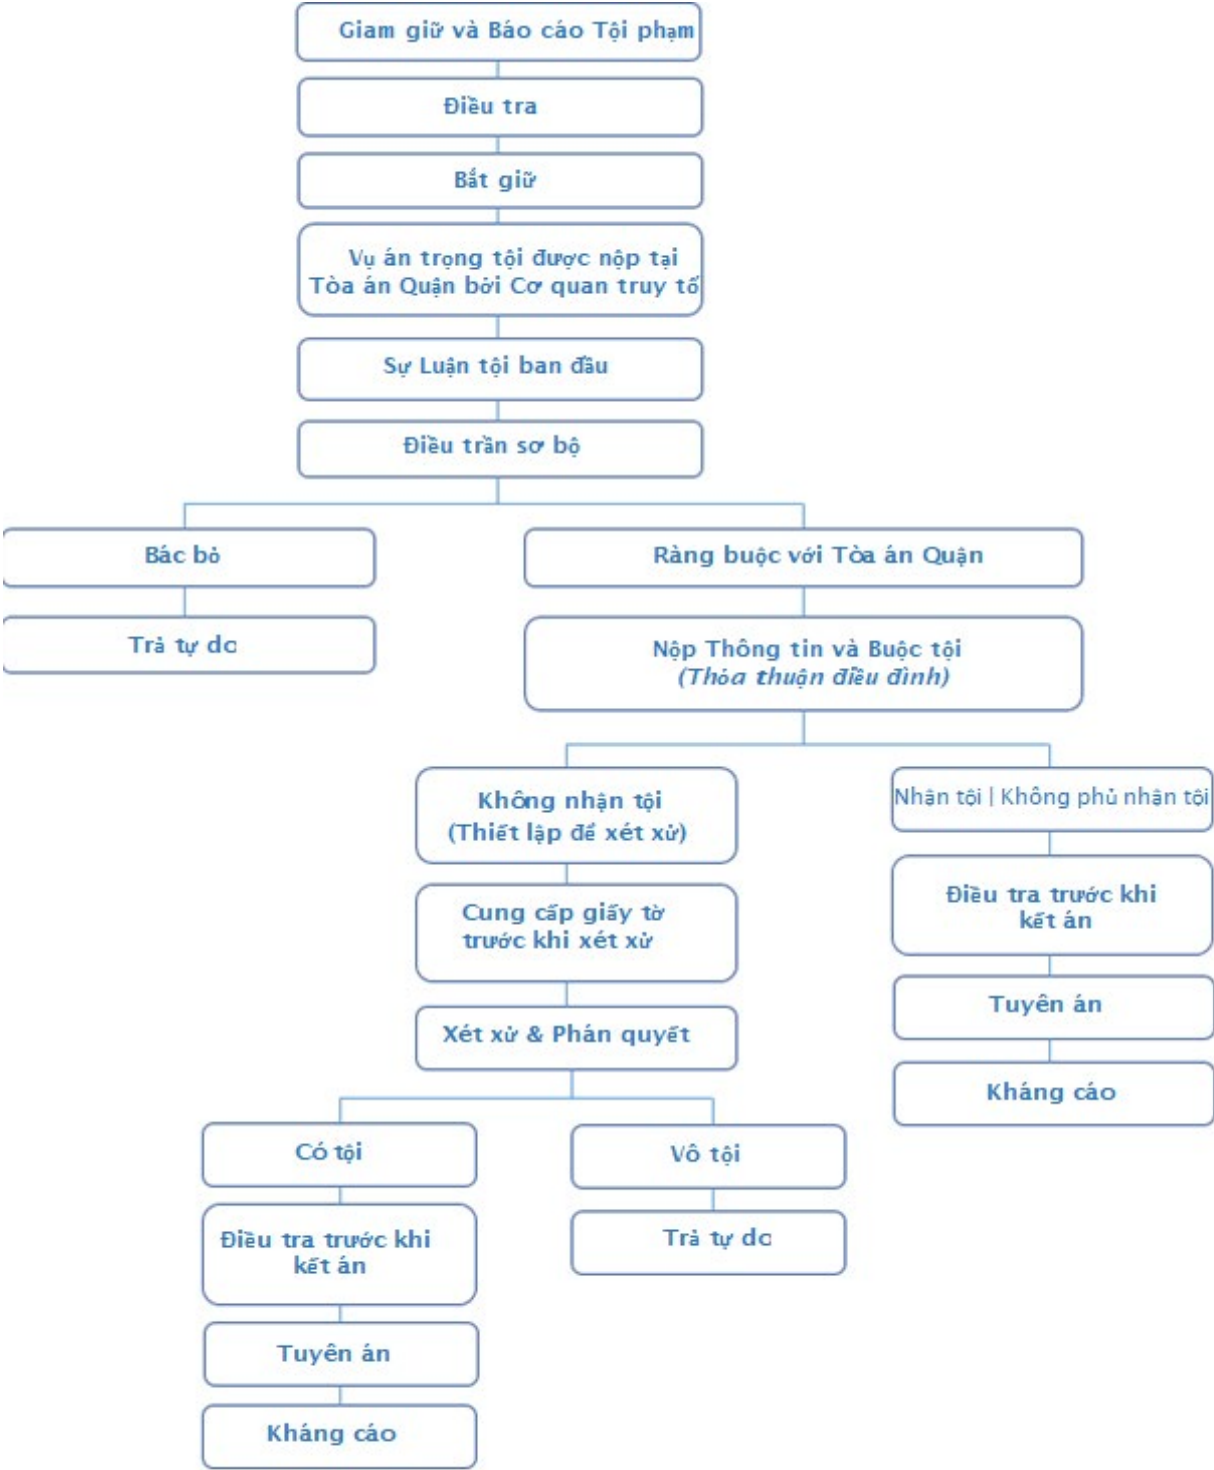 Giam giữ và Báo cáo Tội phạm
Điều tra
Bắt giữ
Vụ án trọng tội được nộp tại
Tòa án Quận bởi Cơ quan truy tố
Sự Luận tội ban đầu
Điều trần sơ bộ
Bác bỏ
Ràng buộc với Tòa án Quận
Trả tự do
Nộp Thông tin và Buộc tội
(Thỏa thuận điều đình)
Không nhận tội
(Thiết lập để xét xử)
Nhận tội | Không phủ nhận tội
Cung cấp giấy tờ
trước khi xét xử
Điều tra trước khi
kết án
Xét xử & Phán quyết
Tuyên án
Kháng cáo
Có tội
Vô tội
Điều tra trước khi
kết án
Trả tự do
Tuyên án
Kháng cáo